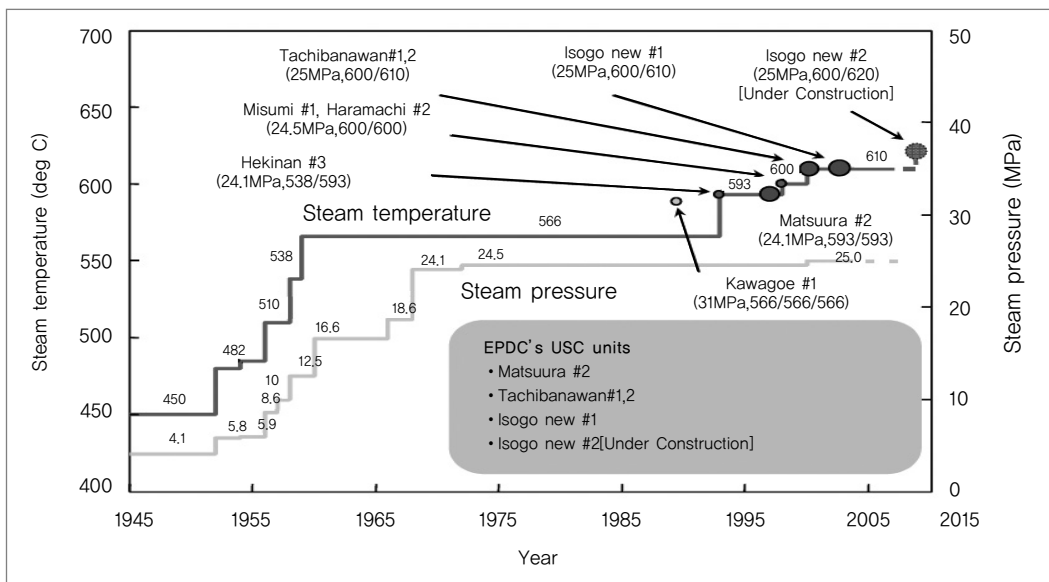 700
650
600
550
500
450
400
Steam temperature (deg C)
50
40
30
20
10
0
Steam pressure (MPa)
1945
1955
1965
1975
1985
1995
2005
2015
Year
Tachibanawan#1,2
(25MPa,600/610)
Isogo new #1
(25MPa,600/610)
Isogo new #2
(25MPa,600/620)
[Under Construction]
Misumi #1, Haramachi #2
(24.5MPa,600/600)
Hekinan #3
(24.1MPa,538/593)
Steam temperature
450
482
510
538
566
593
600
610
Matsuura #2
(24.1MPa,593/593)
Kawagoe #1
(31MPa,566/566/566)
Steam pressure
4.1
5.8
5.9
8.6
10
12.5
16.6
18.6
24.1
24.5
25.0
EPDC's USC units
• Matsuura #2
• Tachibanawan#1,2
• Isogo new #1
• Isogo new #2[Under Construction]